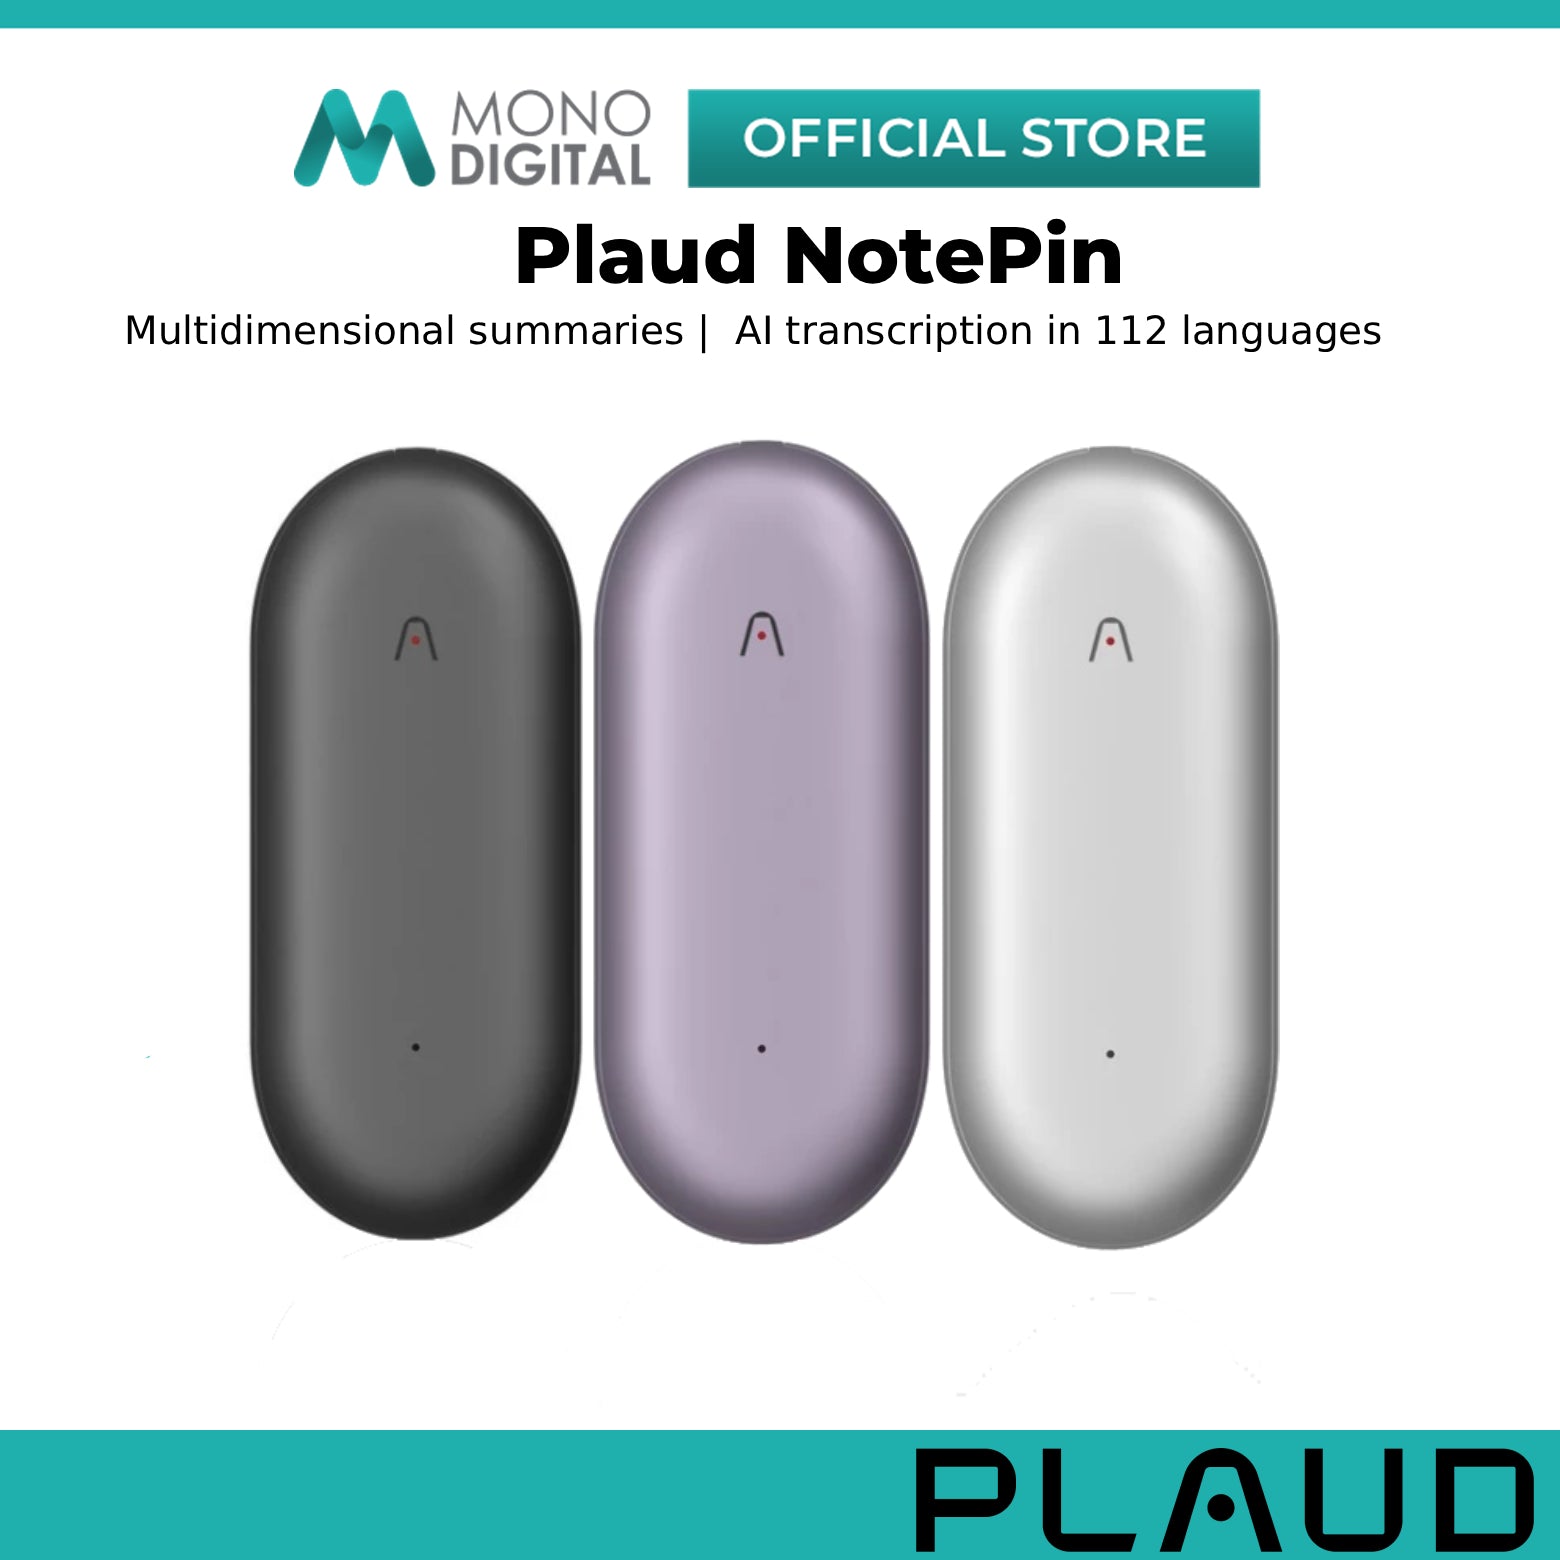 MONO
DIGITAL
OFFICIAL STORE
Plaud NotePin
Multidimensional summaries | AI transcription in 112 languages
PLAUD